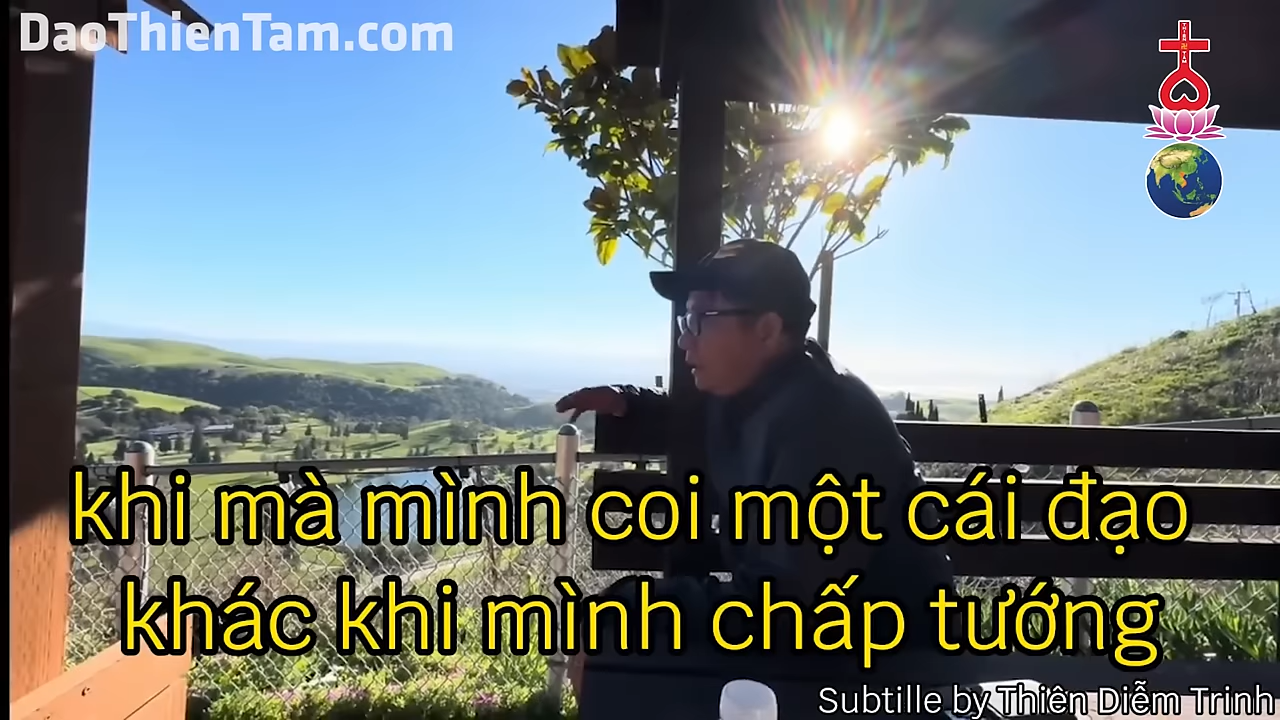 DaoThienTam.com
khi mà mình coi một cái đạo
khác khi mình chấp tướng
Subtille by Thiên Diễm Trinh